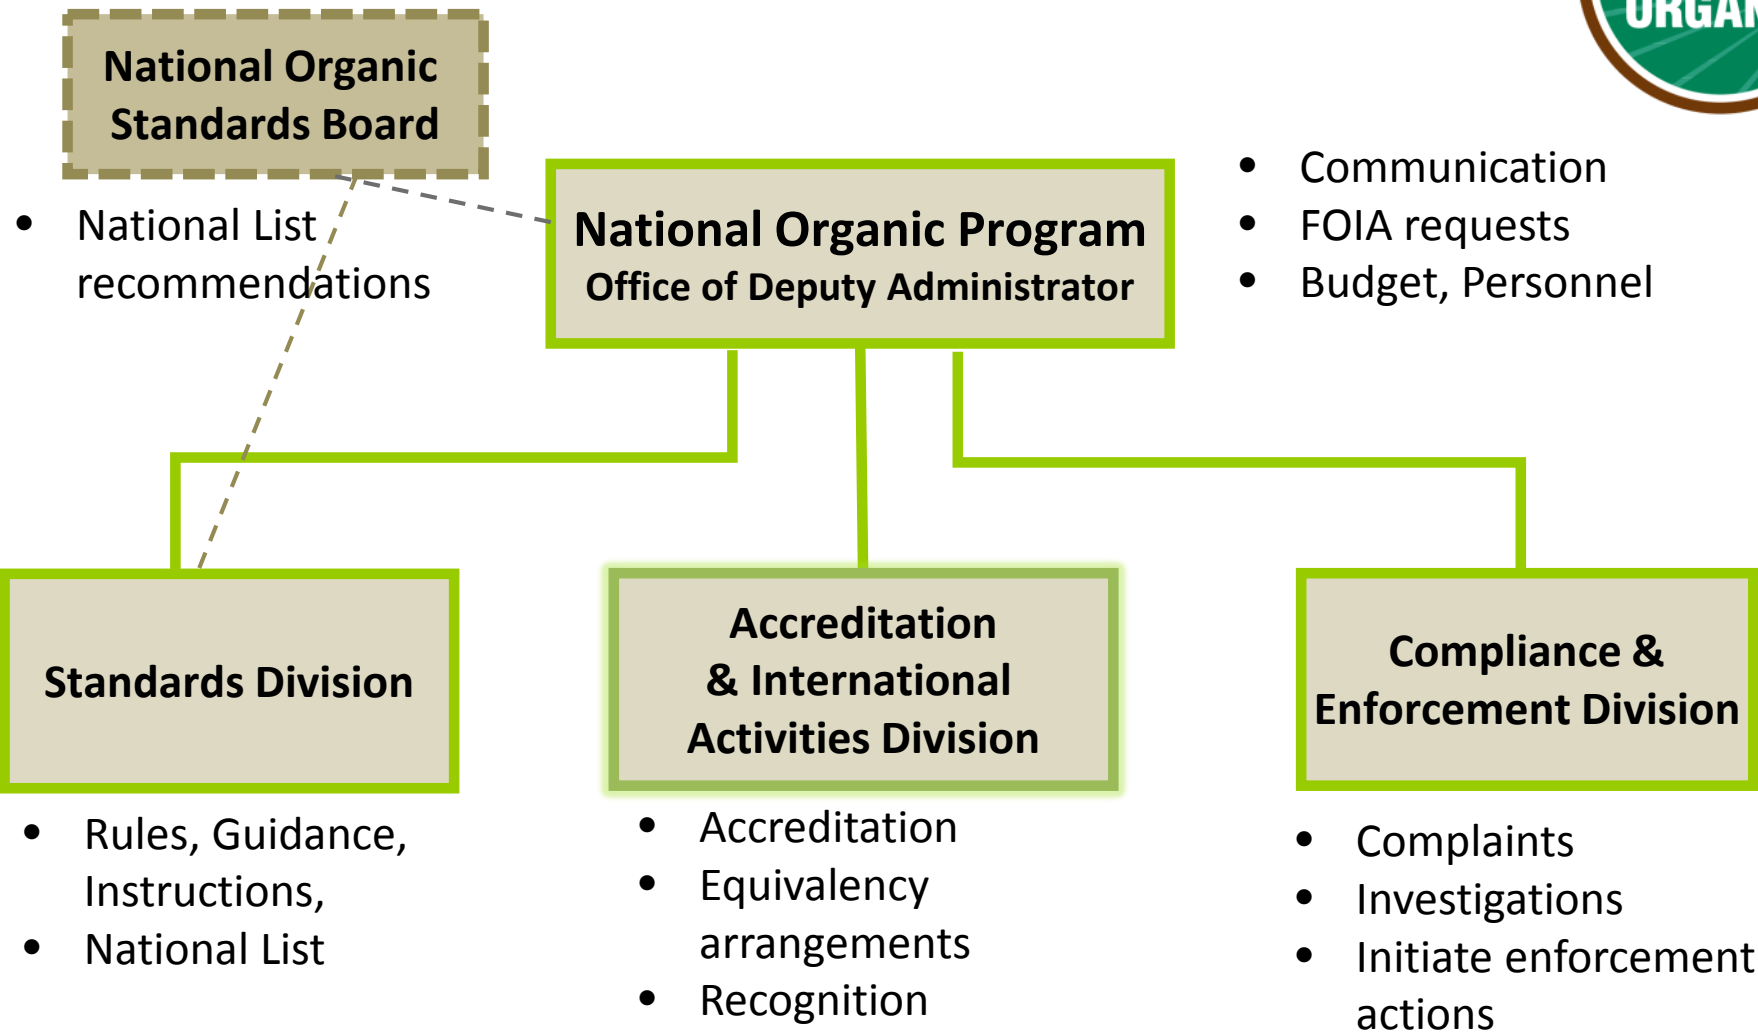 ORGAN
National Organic
Standards Board
• National List
recommendations
National Organic Program
Office of Deputy Administrator
• Communication
• FOIA requests
• Budget, Personnel
Standards Division
• Rules, Guidance,
Instructions,
• National List
Accreditation
& International
Activities Division
• Accreditation
• Equivalency
arrangements
• Recognition
Compliance &
Enforcement Division
• Complaints
• Investigations
• Initiate enforcement
actions